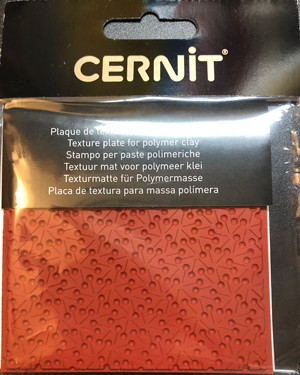 CERNiT®
Plaque de
Texture plate for polymer clay
Stampo per paste polimeriche
Textuur mat voor polymeer klei
Texturmatte für Polymermasse
Placa de textura para massa polímera